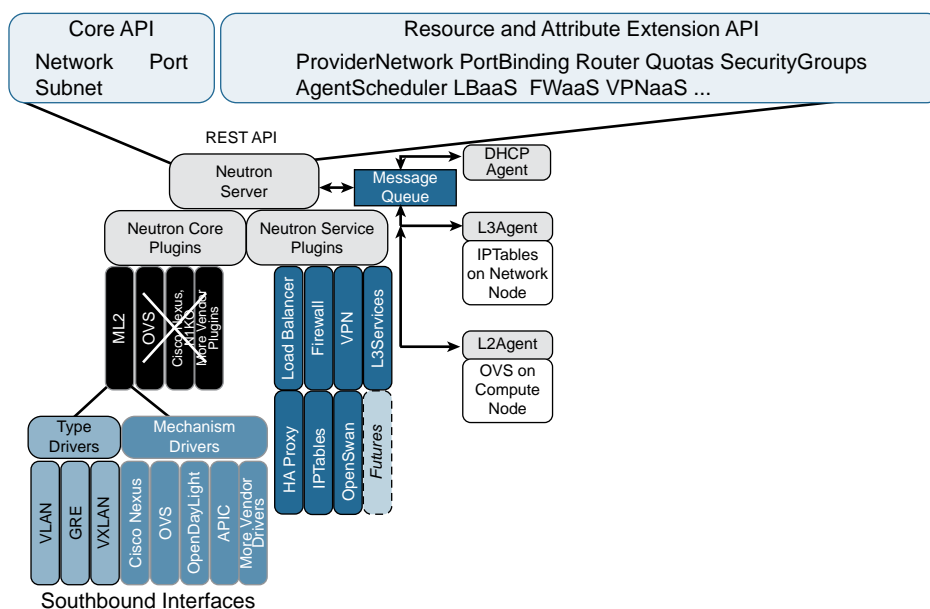 Core API
Network Port
Subnet
Resource and Attribute Extension API
ProviderNetwork PortBinding Router Quotas SecurityGroups
AgentScheduler LBaaS FWaaS VPNaaS ...
REST API
Neutron
Server
Message
Queue
DHCP
Agent
Neutron Core
Plugins
Neutron Service
Plugins
L3Agent
IPTables
on Network
Node
L2Agent
OVS on
Compute
Node
ML2
OVS
Cisco Nexus,
N1KO,
More Vendor
Plugins
Load Balancer
Firewall
VPN
L3Services
HA Proxy
IPTables
OpenSwan
Futures
Type
Drivers
Mechanism
Drivers
VLAN
GRE
VXLAN
Cisco Nexus
OVS
OpenDayLight
APIC
More Vendor
Drivers
Southbound Interfaces